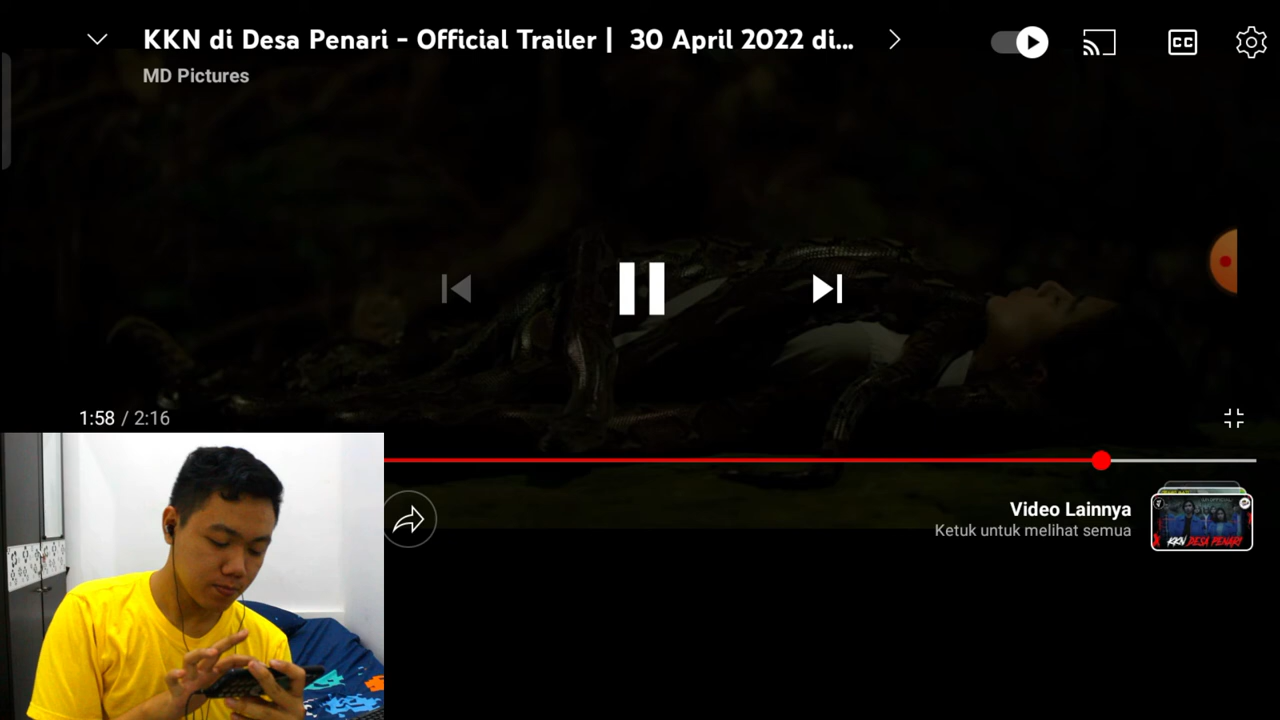 KKN di Desa Penari - Official Trailer | 30 April 2022 di...
MD Pictures
CC
1:58 / 2:16
Video Lainnya
Ketuk untuk melihat semua
KKN DESA PENARI